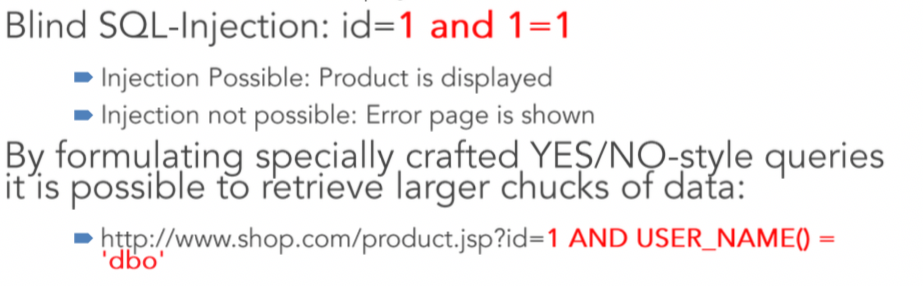 Blind SQL-Injection: id=1 and 1=1
Injection Possible: Product is displayed
Injection not possible: Error page is shown
By formulating specially crafted YES/NO-style queries
it is possible to retrieve larger chucks of data:
http://www.shop.com/product.jsp?id=1 AND USER_NAME() =
'dbo'